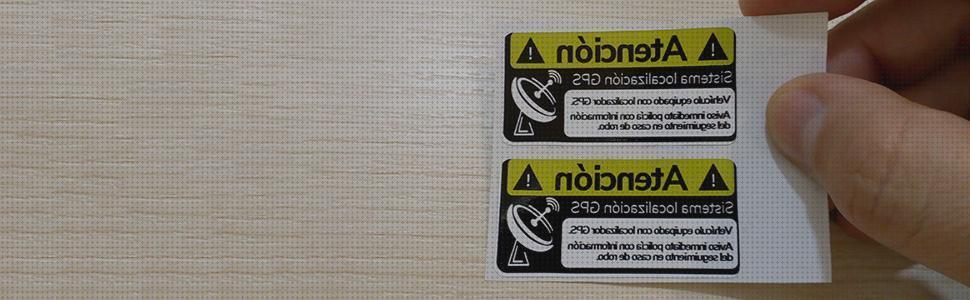 Atención
Sistema localización GPS
Vehículo equipado con localizador GPS.
Aviso inmediato policía con información
del seguimiento en caso de robo.
Atención
Sistema localización GPS
Vehículo equipado con localizador GPS.
Aviso inmediato policía con información
del seguimiento en caso de robo.